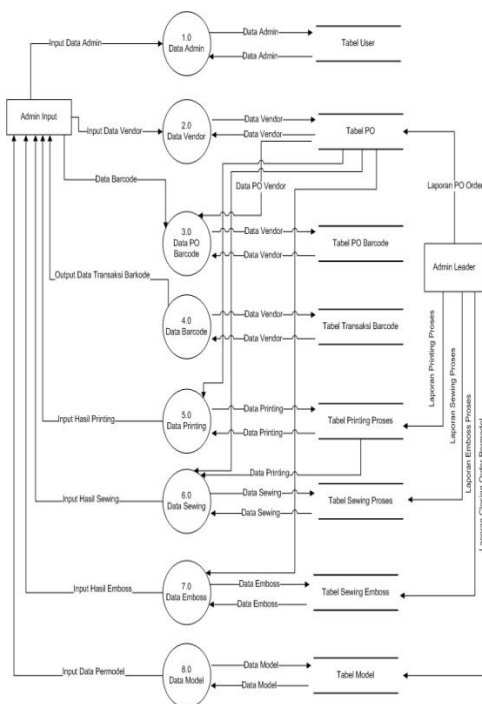 1.0
Data Admin
Input Data Admin
Data Admin
Data Admin
Tabel User
Admin Input
Input Data Vendor
2.0
Data Vendor
Data Vendor
Data Vendor
Tabel PO
Data Barcode
Data PO Vendor
Laporan PO Order
3.0
Data PO
Barcode
Data Vendor
Data Vendor
Tabel PO Barcode
Admin Leader
Output Data Transaksi Barkode
4.0
Data Barcode
Data Vendor
Data Vendor
Tabel Transaksi Barcode
Laporan Printing Proses
Laporan Sewing Proses
Laporan Emboss Proses
Laporan Closing Order Permodel
Input Hasil Printing
5.0
Data Printing
Data Printing
Data Printing
Tabel Printing Proses
Data Printing
Input Hasil Sewing
6.0
Data Sewing
Data Sewing
Data Sewing
Tabel Sewing Proses
Input Hasil Emboss
7.0
Data Emboss
Data Emboss
Data Emboss
Tabel Sewing Emboss
Input Data Permodel
8.0
Data Model
Data Model
Data Model
Tabel Model